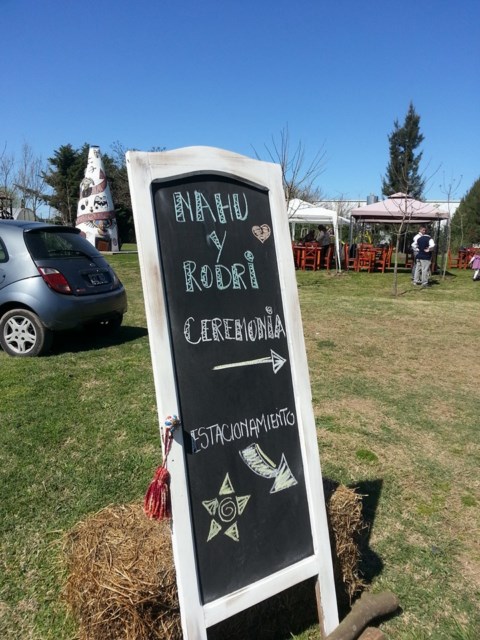 NAHU
y
RODRI
CEREMONIA
ESTACIONAMIENTO